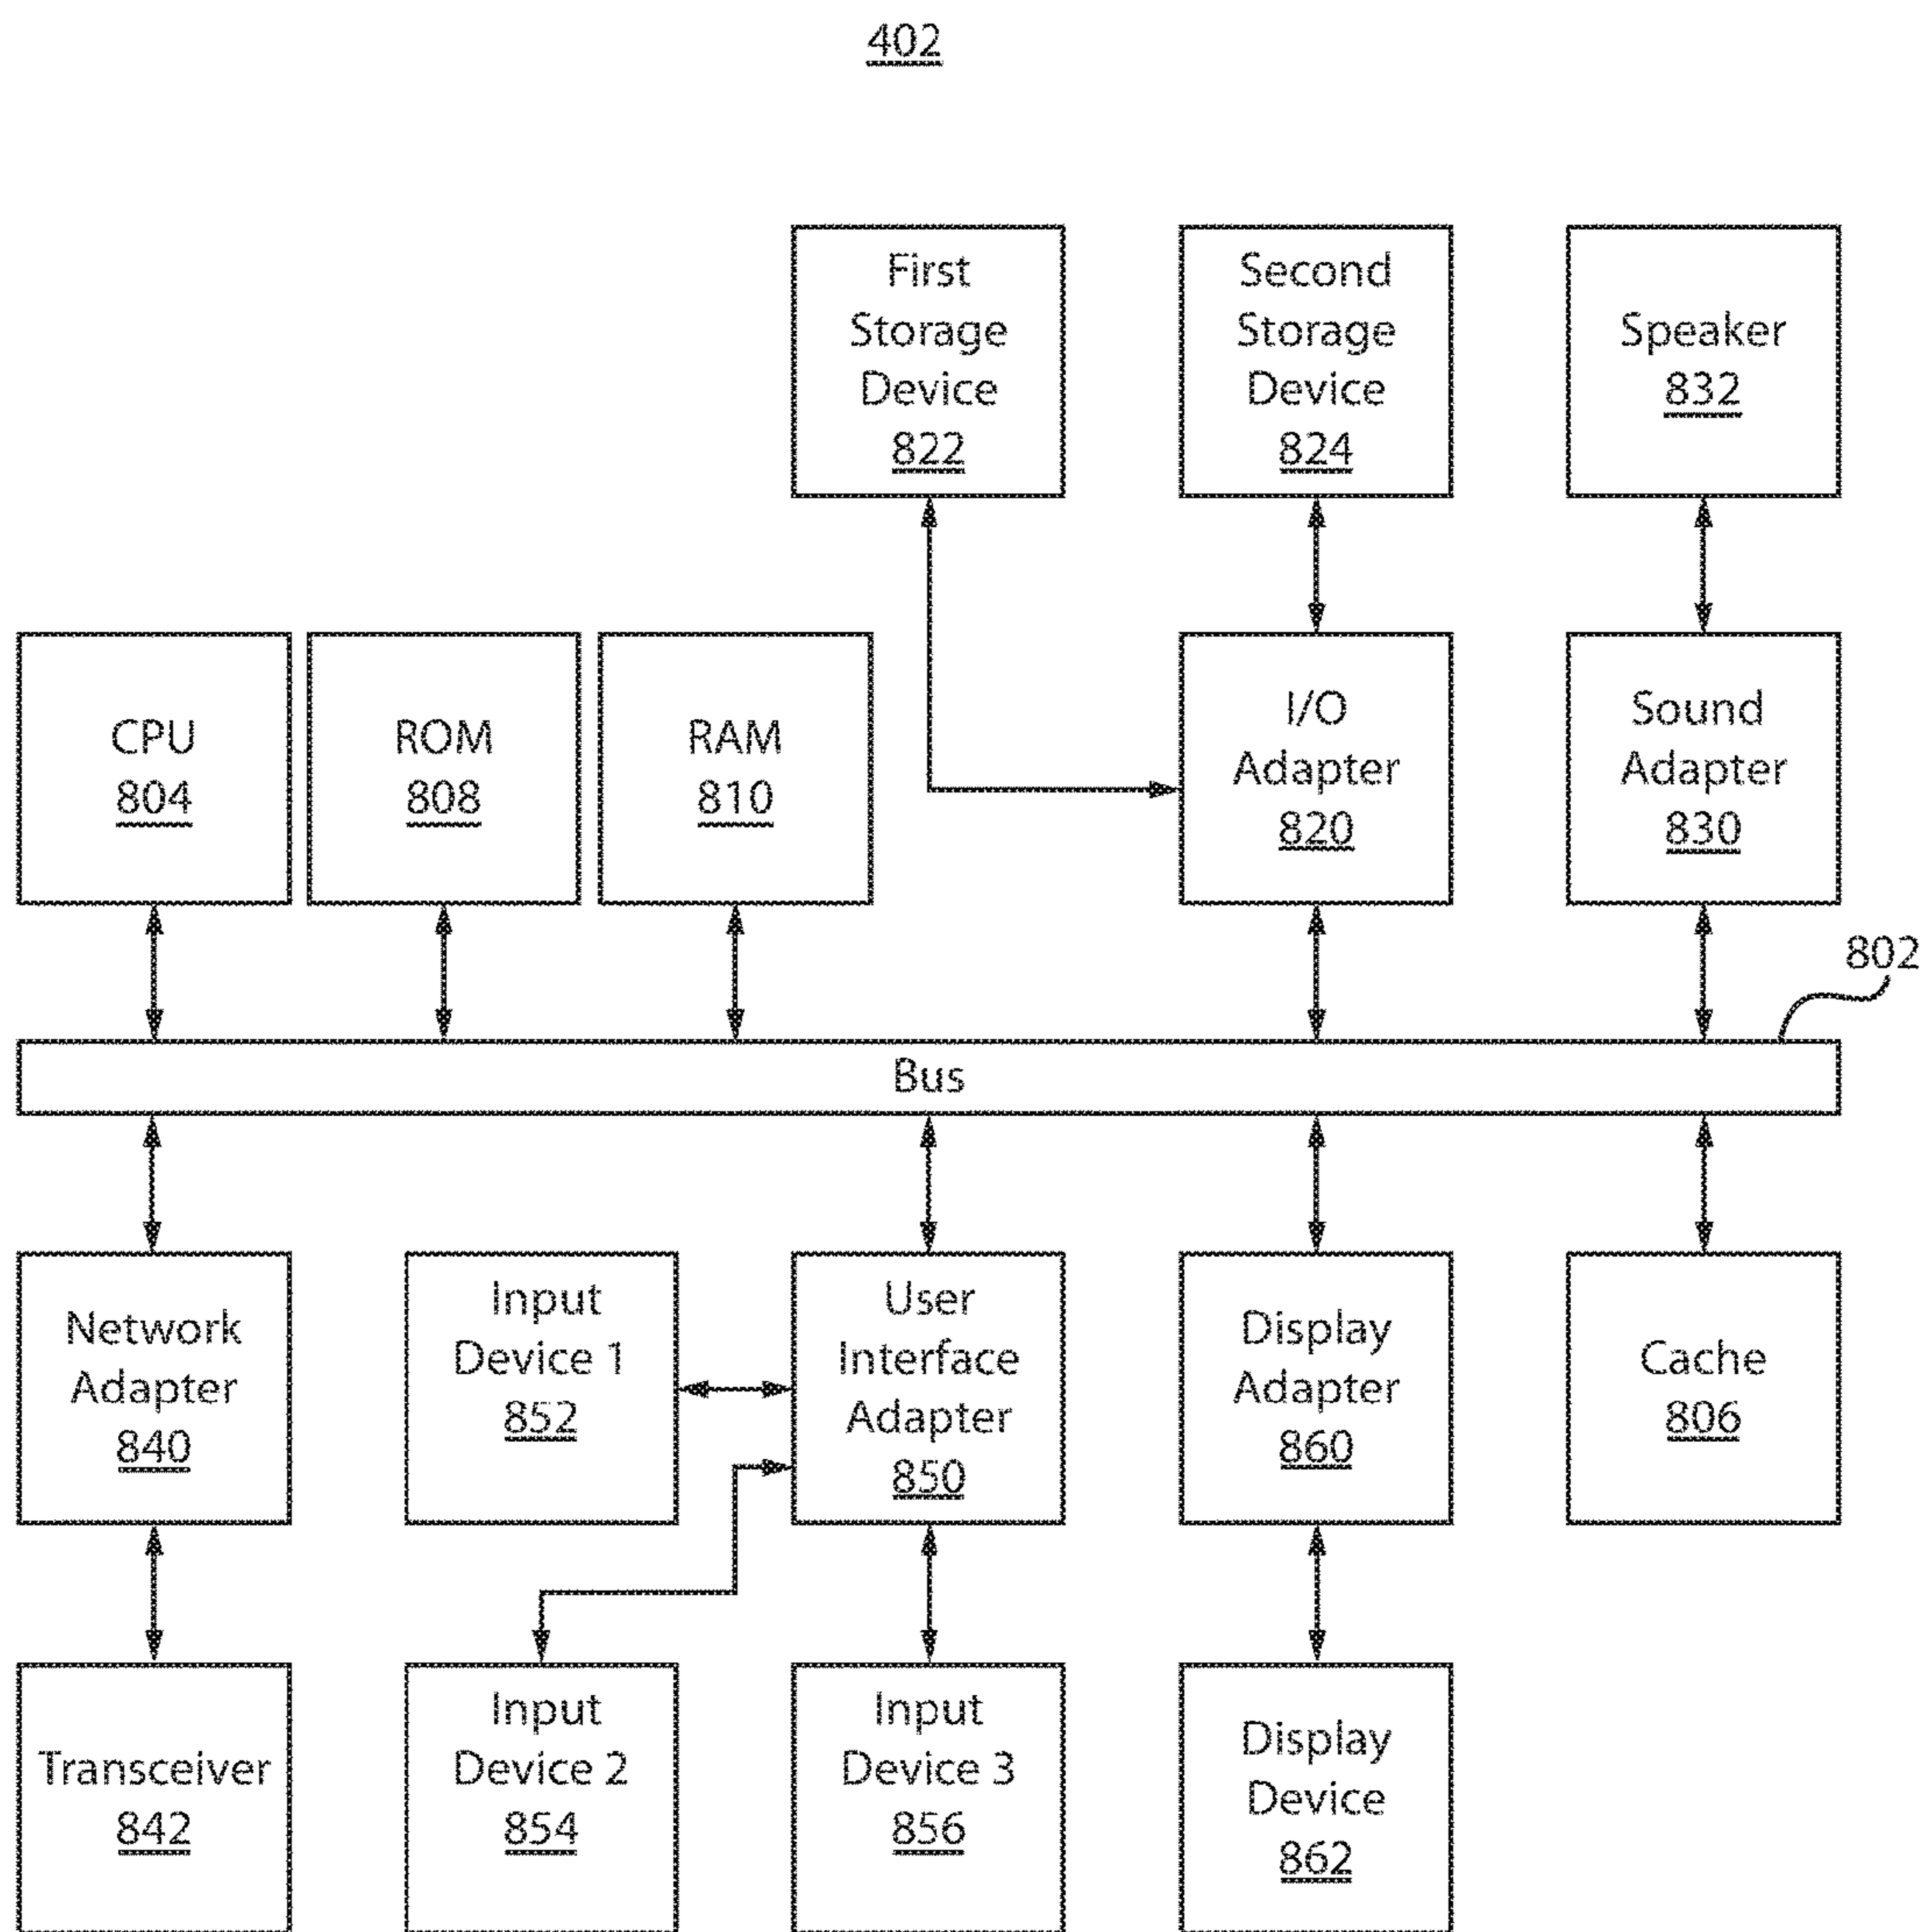 402
First
Storage
Device
822
Second
Storage
Device
824
Speaker
832
CPU
804
ROM
808
RAM
810
I/O
Adapter
820
Sound
Adapter
830
802
Bus
Network
Adapter
840
Input
Device 1
852
User
Interface
Adapter
850
Display
Adapter
860
Cache
806
Transceiver
842
Input
Device 2
854
Input
Device 3
856
Display
Device
862